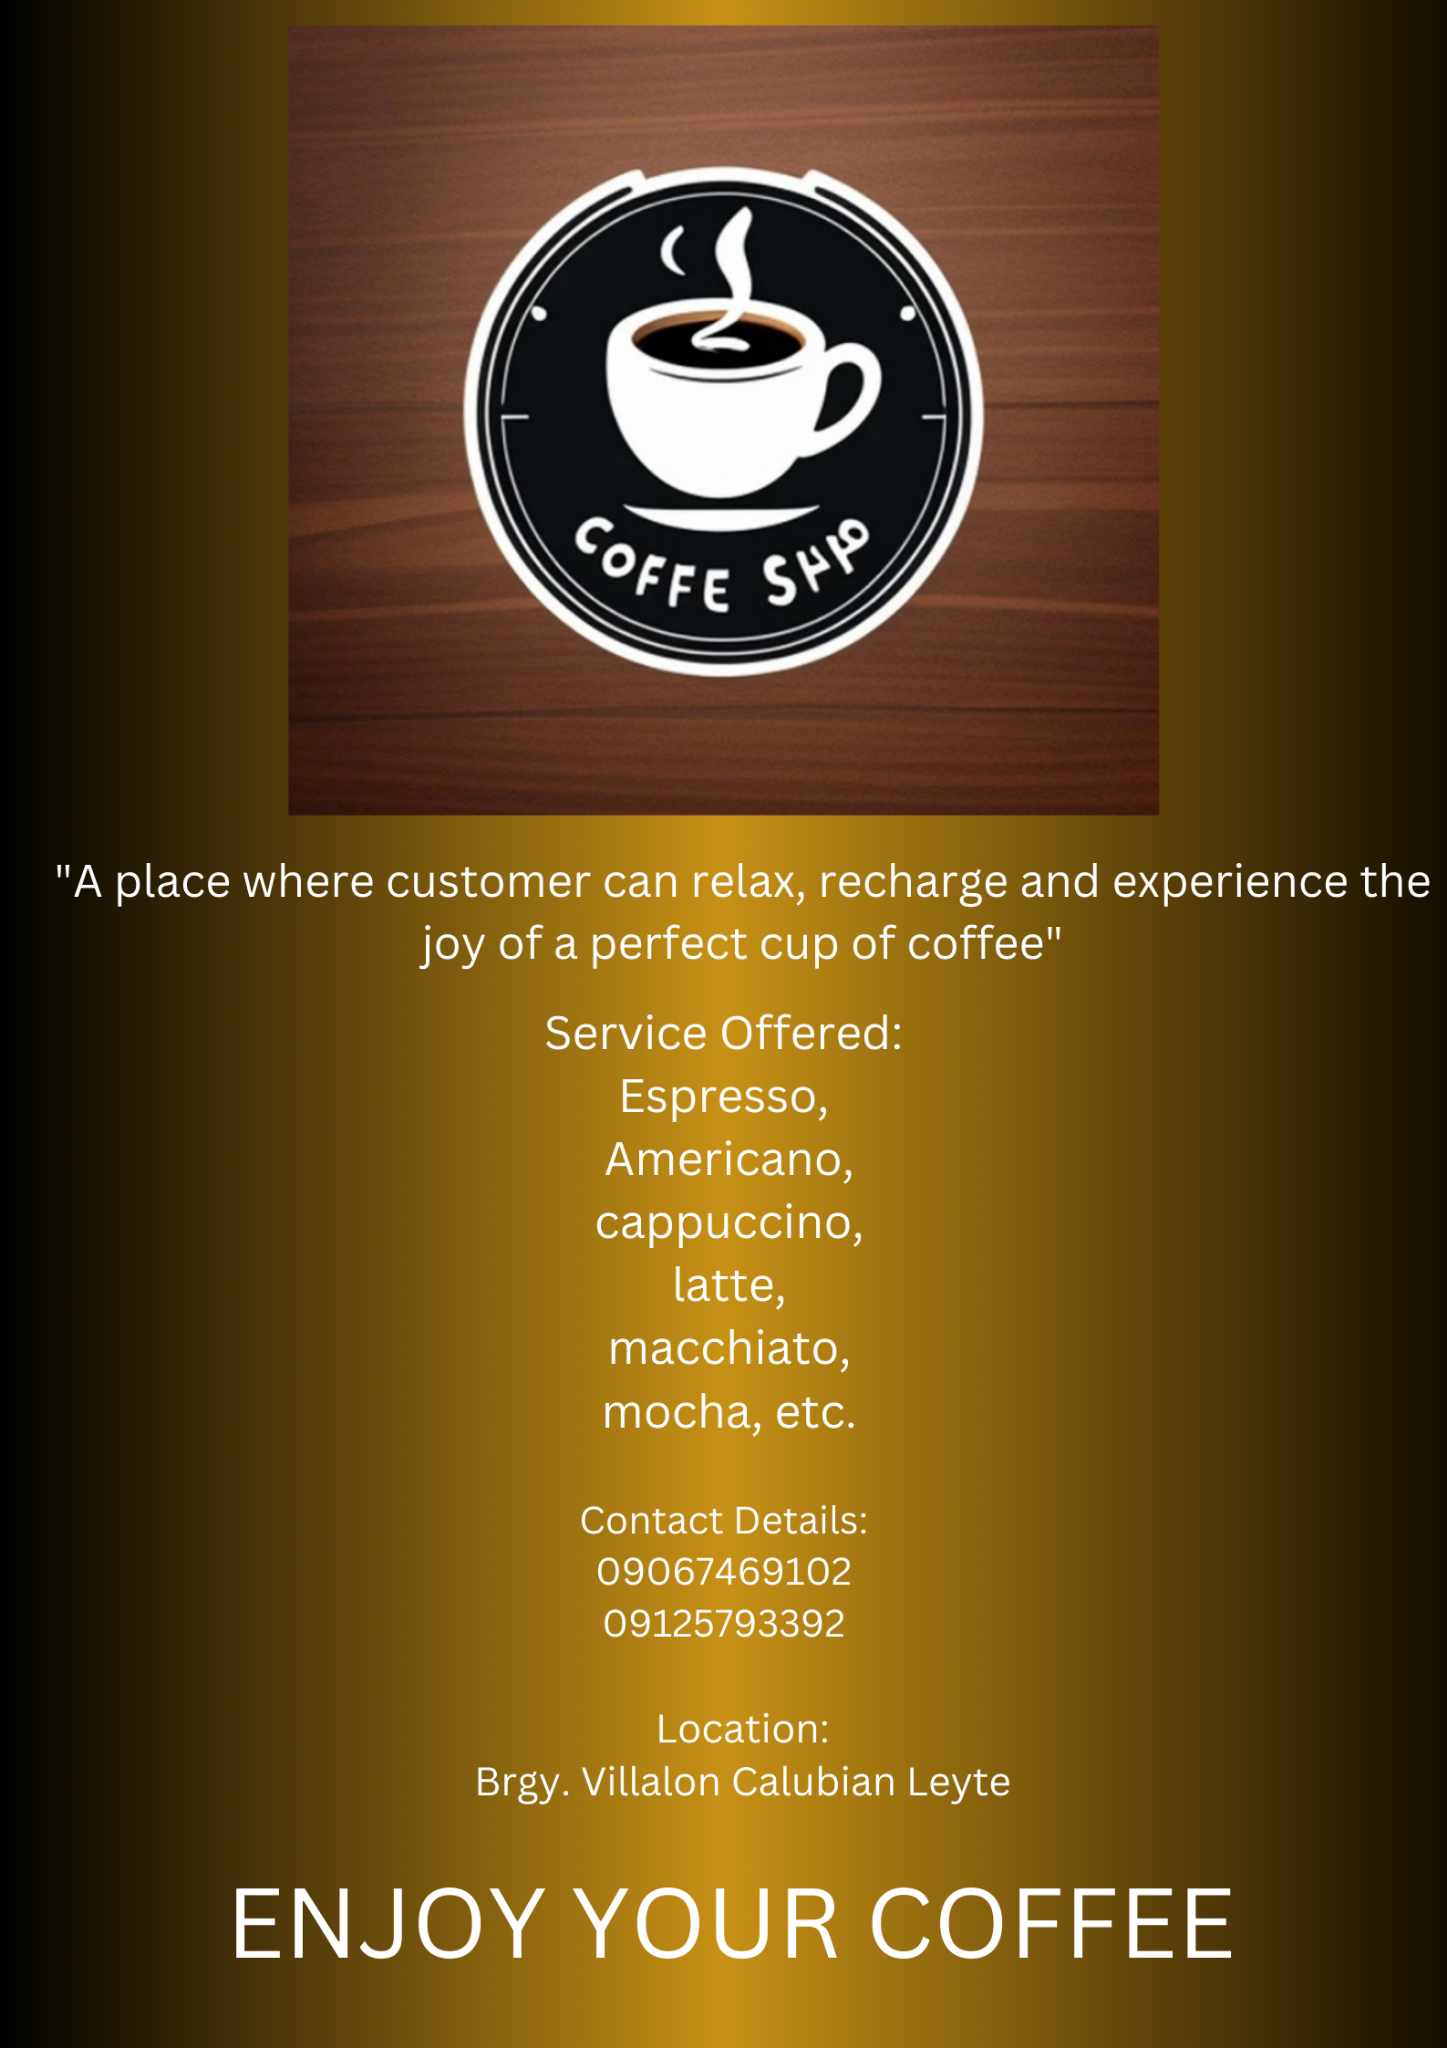 COFFE
"A place where customer can relax, recharge and experience the
joy of a perfect cup of coffee"
Service Offered:
Espresso,
Americano,
cappuccino,
latte,
macchiato,
mocha, etc.
Contact Details:
09067469102
09125793392
Location:
Brgy. Villalon Calubian Leyte
ENJOY YOUR COFFEE